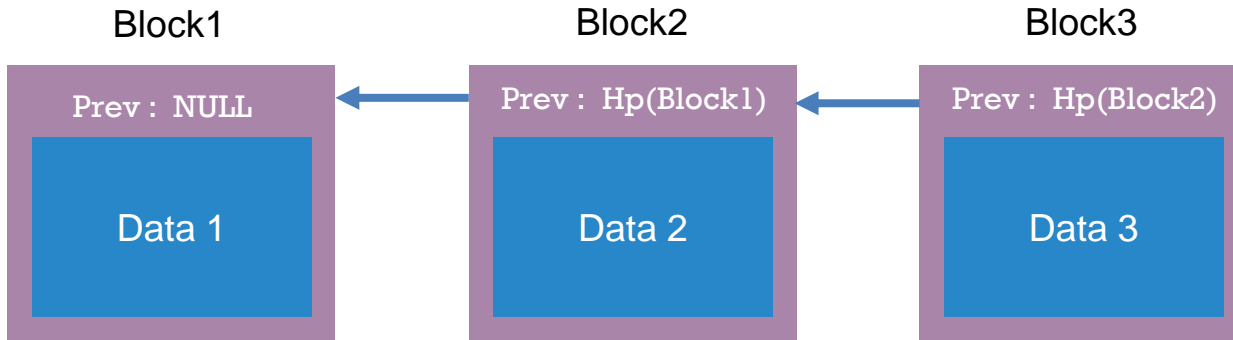 Block1
Block2
Block3
Prev : NULL
Prev : Hp(Block1)
Prev : Hp(Block2)
Data 1
Data 2
Data 3